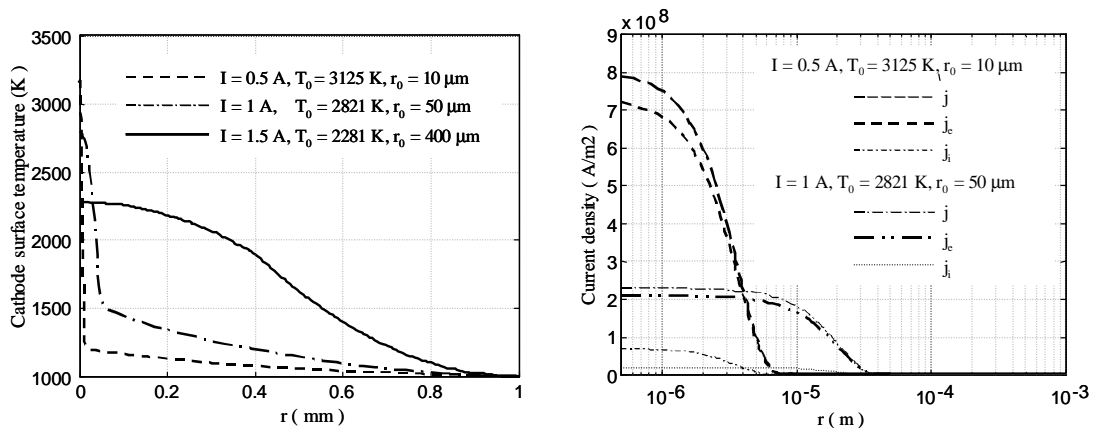 3500
3000
2500
2000
1500
1000
Cathode surface temperature (K )
I = 0.5 A, T₀ = 3125 K, r₀ = 10 μm
I = 1 A, T₀ = 2821 K, r₀ = 50 μm
I = 1.5 A, T₀ = 2281 K, r₀ = 400 μm
0 0.2 0.4 0.6 0.8 1
r ( mm )
× 10 8
9
8
7
6
5
4
3
2
1
0
Current density ( A/m2 )
I = 0.5 A, T₀ = 3125 K, r₀ = 10 μm
j
jₑ
jᵢ
I = 1 A, T₀ = 2821 K, r₀ = 50 μm
j
jₑ
jᵢ
10⁻⁶ 10⁻⁵ 10⁻⁴ 10⁻³
r ( m )